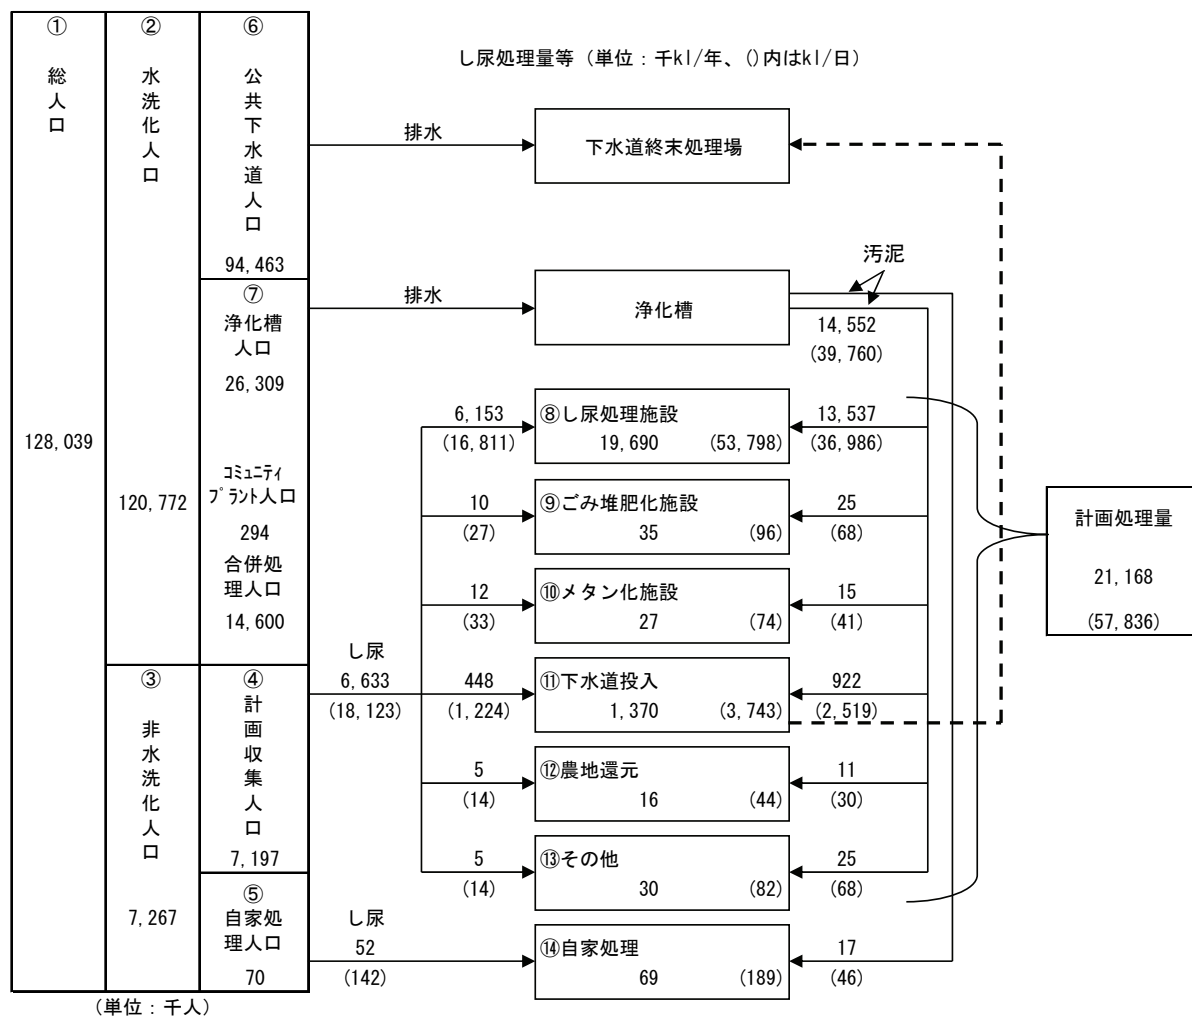 し尿処理量等（単位：千kl/年、()内はkl/日）
①
総人口
128,039
②
水洗化人口
120,772
③
非水洗化人口
7,267
⑥
公共下水道人口
94,463
⑦
浄化槽
人口
26,309
コミュニティ
プラント人口
294
合併処
理人口
14,600
④
計画収集人口
7,197
⑤
自家処
理人口
70
（単位：千人）
排水
下水道終末処理場
排水
浄化槽
汚泥
14,552
(39,760)
し尿
6,633
(18,123)
6,153
(16,811)
⑧し尿処理施設
19,690 (53,798)
13,537
(36,986)
10
(27)
⑨ごみ堆肥化施設
35 (96)
25
(68)
12
(33)
⑩メタン化施設
27 (74)
15
(41)
448
(1,224)
⑪下水道投入
1,370 (3,743)
922
(2,519)
5
(14)
⑫農地還元
16 (44)
11
(30)
5
(14)
⑬その他
30 (82)
25
(68)
し尿
52
(142)
⑭自家処理
69 (189)
17
(46)
計画処理量
21,168
(57,836)